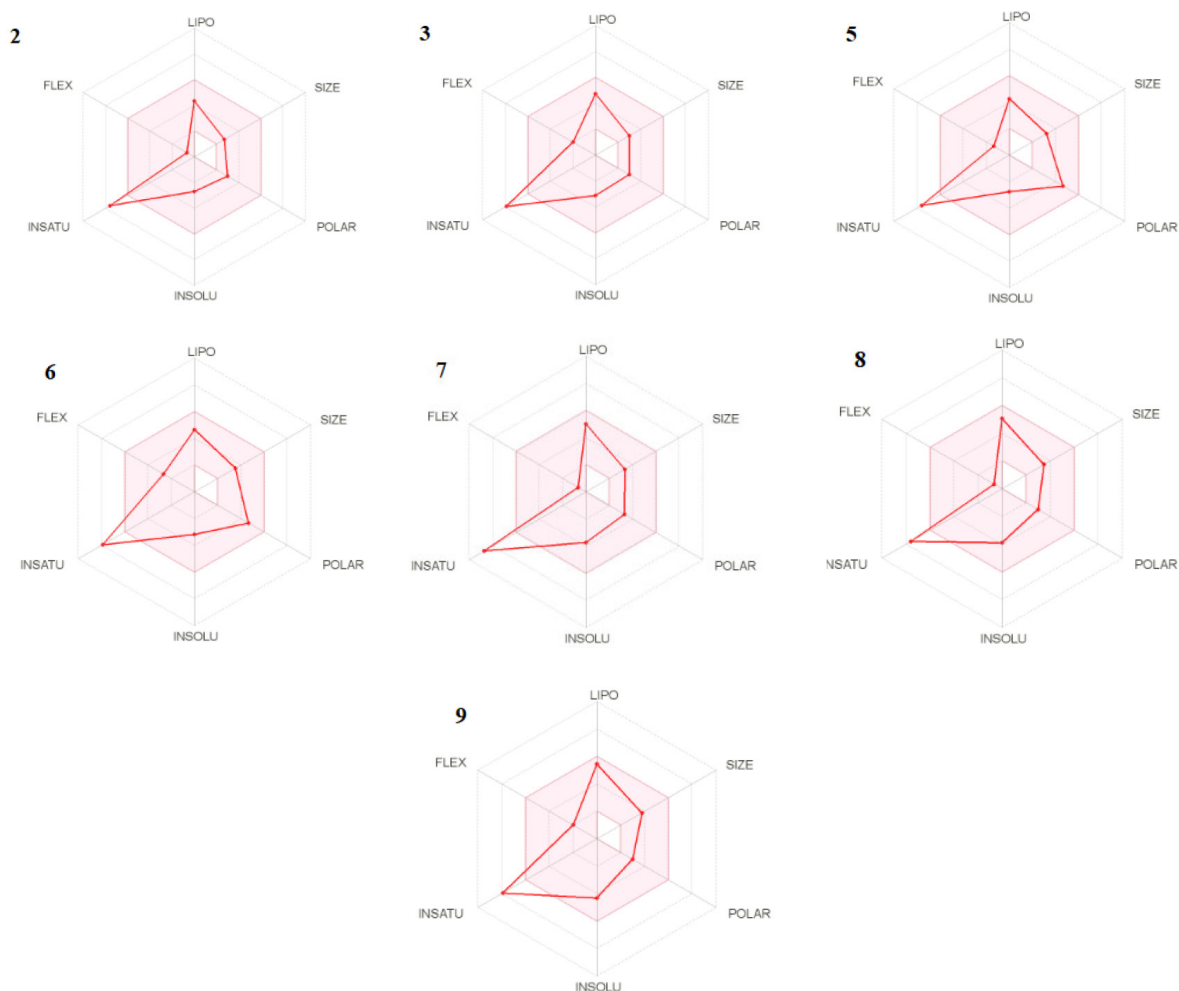 2
LIPO
FLEX
SIZE
INSATU
POLAR
INSOLU
3
LIPO
FLEX
SIZE
INSATU
POLAR
INSOLU
5
LIPO
FLEX
SIZE
INSATU
POLAR
INSOLU
6
LIPO
FLEX
SIZE
INSATU
POLAR
INSOLU
7
LIPO
FLEX
SIZE
INSATU
POLAR
INSOLU
8
LIPO
FLEX
SIZE
INSATU
POLAR
INSOLU
9
LIPO
FLEX
SIZE
INSATU
POLAR
INSOLU